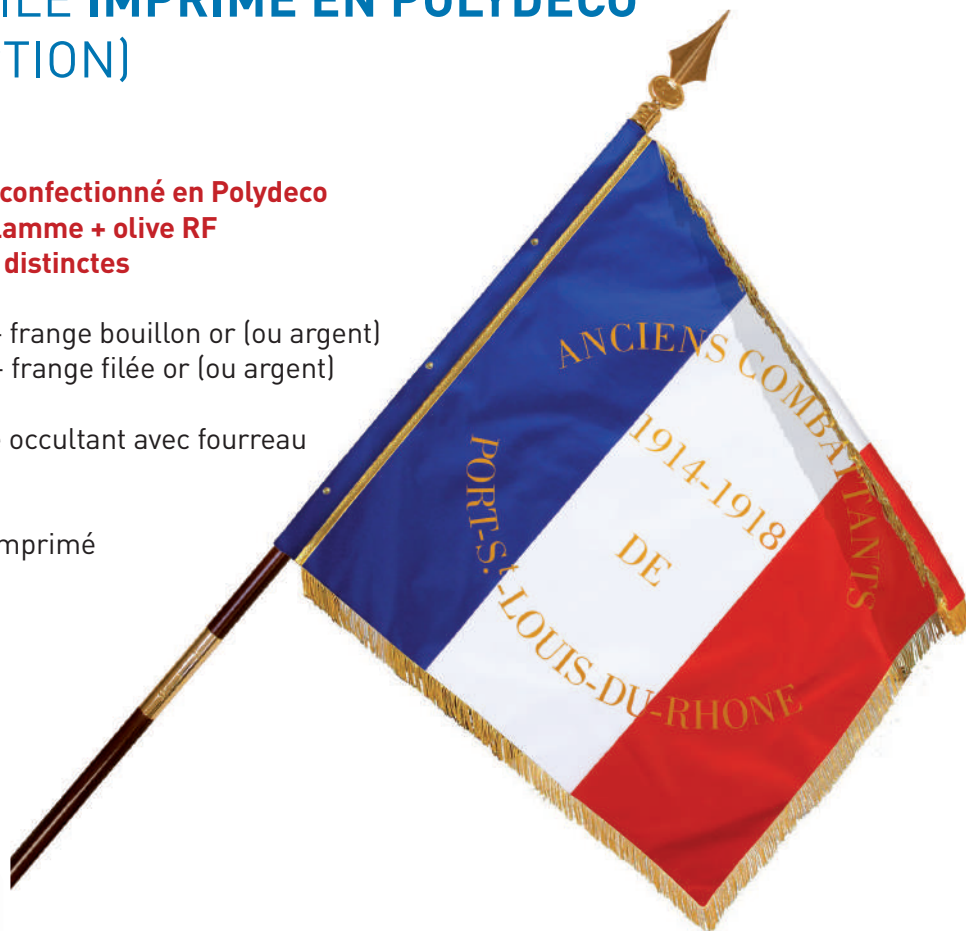 IMPRIMÉ EN POLYDECO
TION)
confectionné en Polydeco
lamme + olive RF
distinctes
- frange bouillon or (ou argent)
- frange filée or (ou argent)
occultant avec fourreau
mprimé
ANCIENS COMBATTANTS
1914-1918
DE
PORT-S.T-LOUIS-DU-RHONE